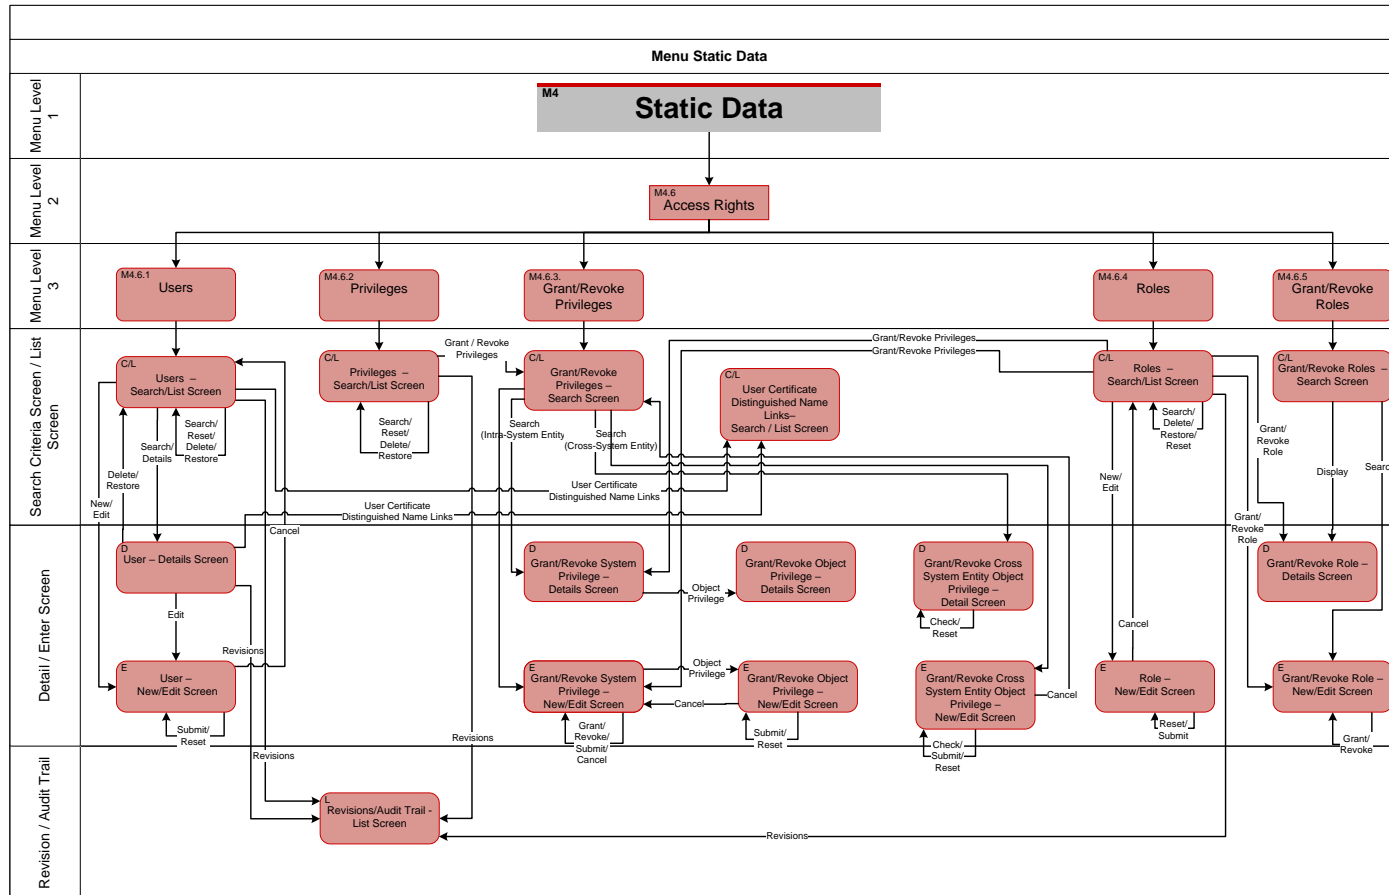 Menu Static Data
Menu Level
1
M4
Static Data
Menu Level
2
M4.6
Access Rights
Menu Level
3
M4.6.1
Users
M4.6.2
Privileges
M4.6.3.
Grant/Revoke
Privileges
M4.6.4
Roles
M4.6.5
Grant/Revoke
Roles
Search Criteria Screen / List
Screen
C/L
Users –
Search/List Screen
C/L
Privileges –
Search/List Screen
Grant / Revoke
Privileges
C/L
Grant/Revoke
Privileges –
Search Screen
C/L
User Certificate
Distinguished Name
Links–
Search / List Screen
Grant/Revoke Privileges
Grant/Revoke Privileges
C/L
Roles –
Search/List Screen
C/L
Grant/Revoke Roles –
Search Screen
Search/
Reset/
Delete/
Restore
Search/
Details
Delete/
Restore
New/
Edit
Search/
Reset/
Delete/
Restore
Search
(Intra-System Entity)
Search
(Cross-System Entity)
User Certificate
Distinguished Name Links
User Certificate
Distinguished Name Links
Cancel
Search/
Delete/
Restore/
Reset
New/
Edit
Grant/
Revoke
Role
Display
Search
Grant/
Revoke
Role
Detail / Enter Screen
D
User – Details Screen
D
Grant/Revoke System
Privilege –
Details Screen
Object
Privilege
D
Grant/Revoke Object
Privilege –
Details Screen
D
Grant/Revoke Cross
System Entity Object
Privilege –
Detail Screen
Check/
Reset
D
Grant/Revoke Role –
Details Screen
Edit
Revisions
Cancel
E
User –
New/Edit Screen
Submit/
Reset
E
Grant/Revoke System
Privilege –
New/Edit Screen
Object
Privilege
Cancel
Grant/
Revoke/
Submit/
Cancel
E
Grant/Revoke Object
Privilege –
New/Edit Screen
Submit/
Reset
E
Grant/Revoke Cross
System Entity Object
Privilege –
New/Edit Screen
Cancel
Check/
Submit/
Reset
E
Role –
New/Edit Screen
Reset/
Submit
E
Grant/Revoke Role –
New/Edit Screen
Grant/
Revoke
Revisions
Revisions
Revision / Audit Trail
L
Revisions/Audit Trail -
List Screen
Revisions